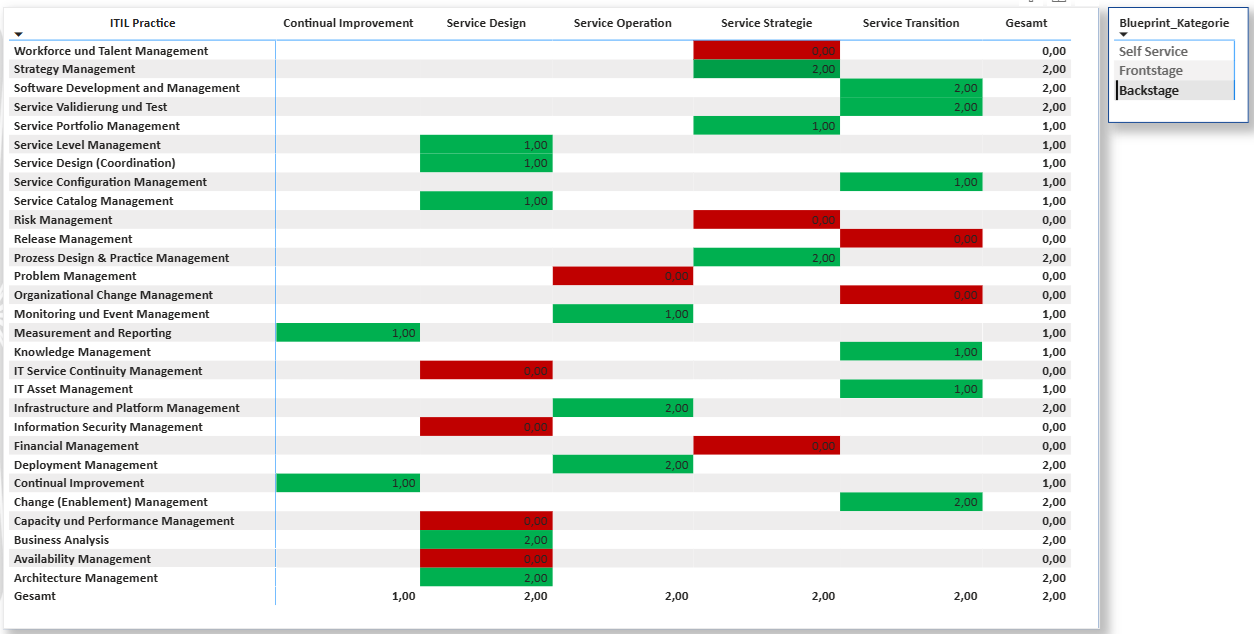 ITIL Practice Continual Improvement Service Design Service Operation Service Strategie Service Transition Gesamt
Workforce und Talent Management 0,00 0,00
Strategy Management 2,00 2,00
Software Development and Management 2,00 2,00
Service Validierung und Test 2,00 2,00
Service Portfolio Management 1,00 1,00
Service Level Management 1,00 1,00
Service Design (Coordination) 1,00 1,00
Service Configuration Management 1,00 1,00
Service Catalog Management 1,00 1,00
Risk Management 0,00 0,00
Release Management 0,00 0,00
Prozess Design & Practice Management 2,00 2,00
Problem Management 0,00 0,00
Organizational Change Management 0,00 0,00
Monitoring und Event Management 1,00 1,00
Measurement and Reporting 1,00 1,00
Knowledge Management 1,00 1,00
IT Service Continuity Management 0,00 0,00
IT Asset Management 1,00 1,00
Infrastructure and Platform Management 2,00 2,00
Information Security Management 0,00 0,00
Financial Management 0,00 0,00
Deployment Management 2,00 2,00
Continual Improvement 1,00 1,00
Change (Enablement) Management 2,00 2,00
Capacity und Performance Management 0,00 0,00
Business Analysis 2,00 2,00
Availability Management 0,00 0,00
Architecture Management 2,00 2,00
Gesamt 1,00 2,00 2,00 2,00 2,00 2,00
Blueprint_Kategorie
Self Service
Frontstage
Backstage